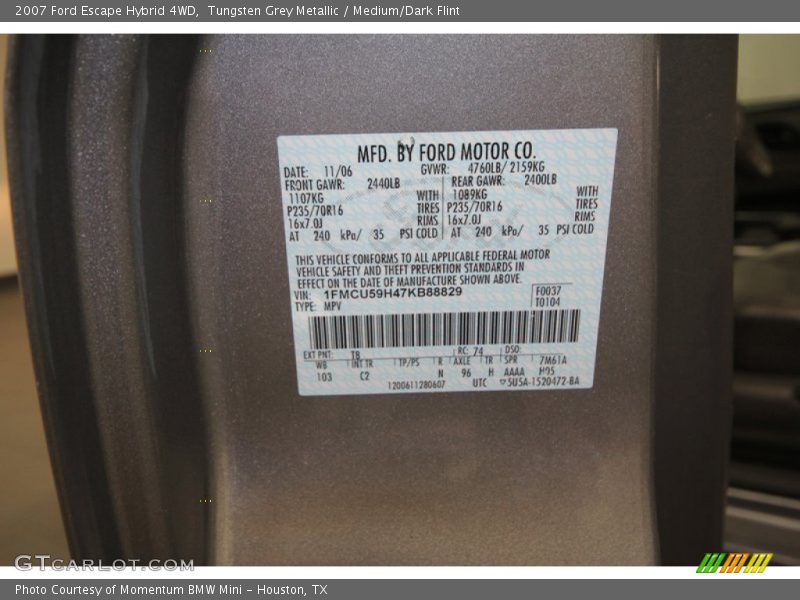 2007 Ford Escape Hybrid 4WD, Tungsten Grey Metallic / Medium/Dark Flint
MFD. BY FORD MOTOR CO.
DATE: 11/06 GVWR: 4760LB/ 2159KG
FRONT GAWR: 2440LB REAR GAWR: 2400LB
1107KG WITH 1089KG WITH
P235/70R16 TIRES P235/70R16 TIRES
16x7.0J RIMS 16x7.0J RIMS
AT 240 kPa/ 35 PSI COLD AT 240 kPa/ 35 PSI COLD
THIS VEHICLE CONFORMS TO ALL APPLICABLE FEDERAL MOTOR
VEHICLE SAFETY AND THEFT PREVENTION STANDARDS IN
EFFECT ON THE DATE OF MANUFACTURE SHOWN ABOVE.
VIN: 1FMCU59H47KB88829 F0037
TYPE: MPV T0104
EXT PNT: T8 RC: 74 DSO:
WB INT TR TP/PS R AXLE TR SPR 7M61A
103 C2 N 96 H AAAA H05
1200611280607 UTC 5U5A-1520472-BA
GTCarLot.com
Photo Courtesy of Momentum BMW Mini - Houston, TX